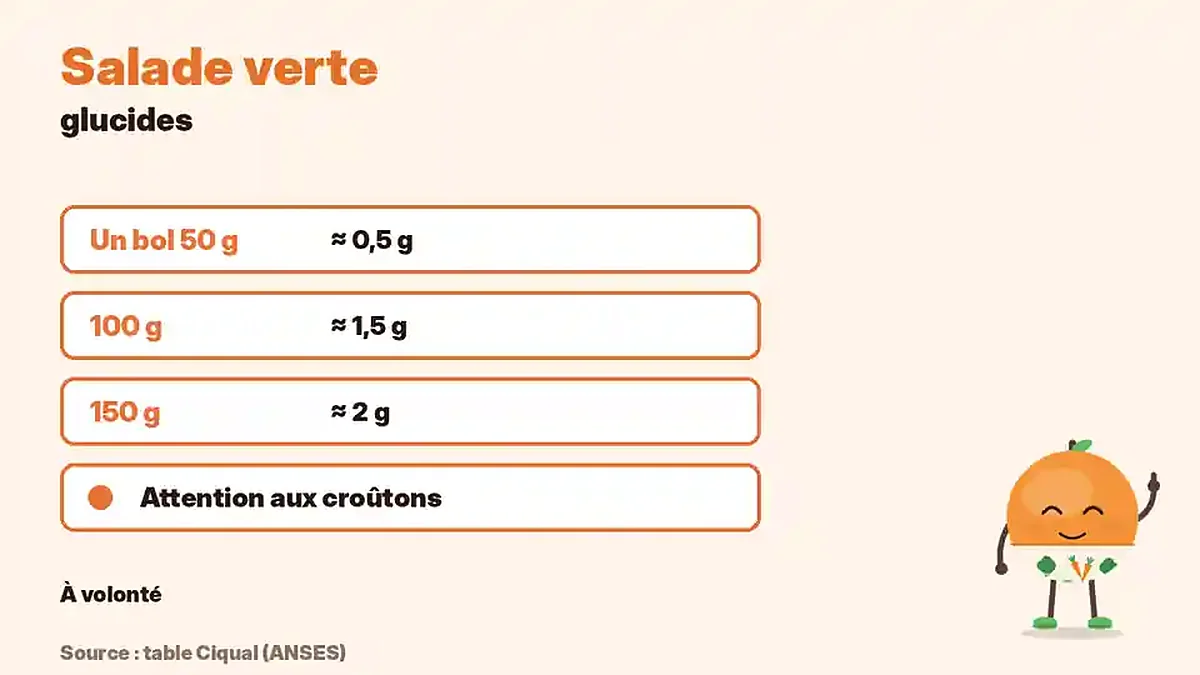 Salade verte
glucides
Un bol 50 g ≈ 0,5 g
100 g ≈ 1,5 g
150 g ≈ 2 g
Attention aux croûtons
À volonté
Source : table Ciqual (ANSES)